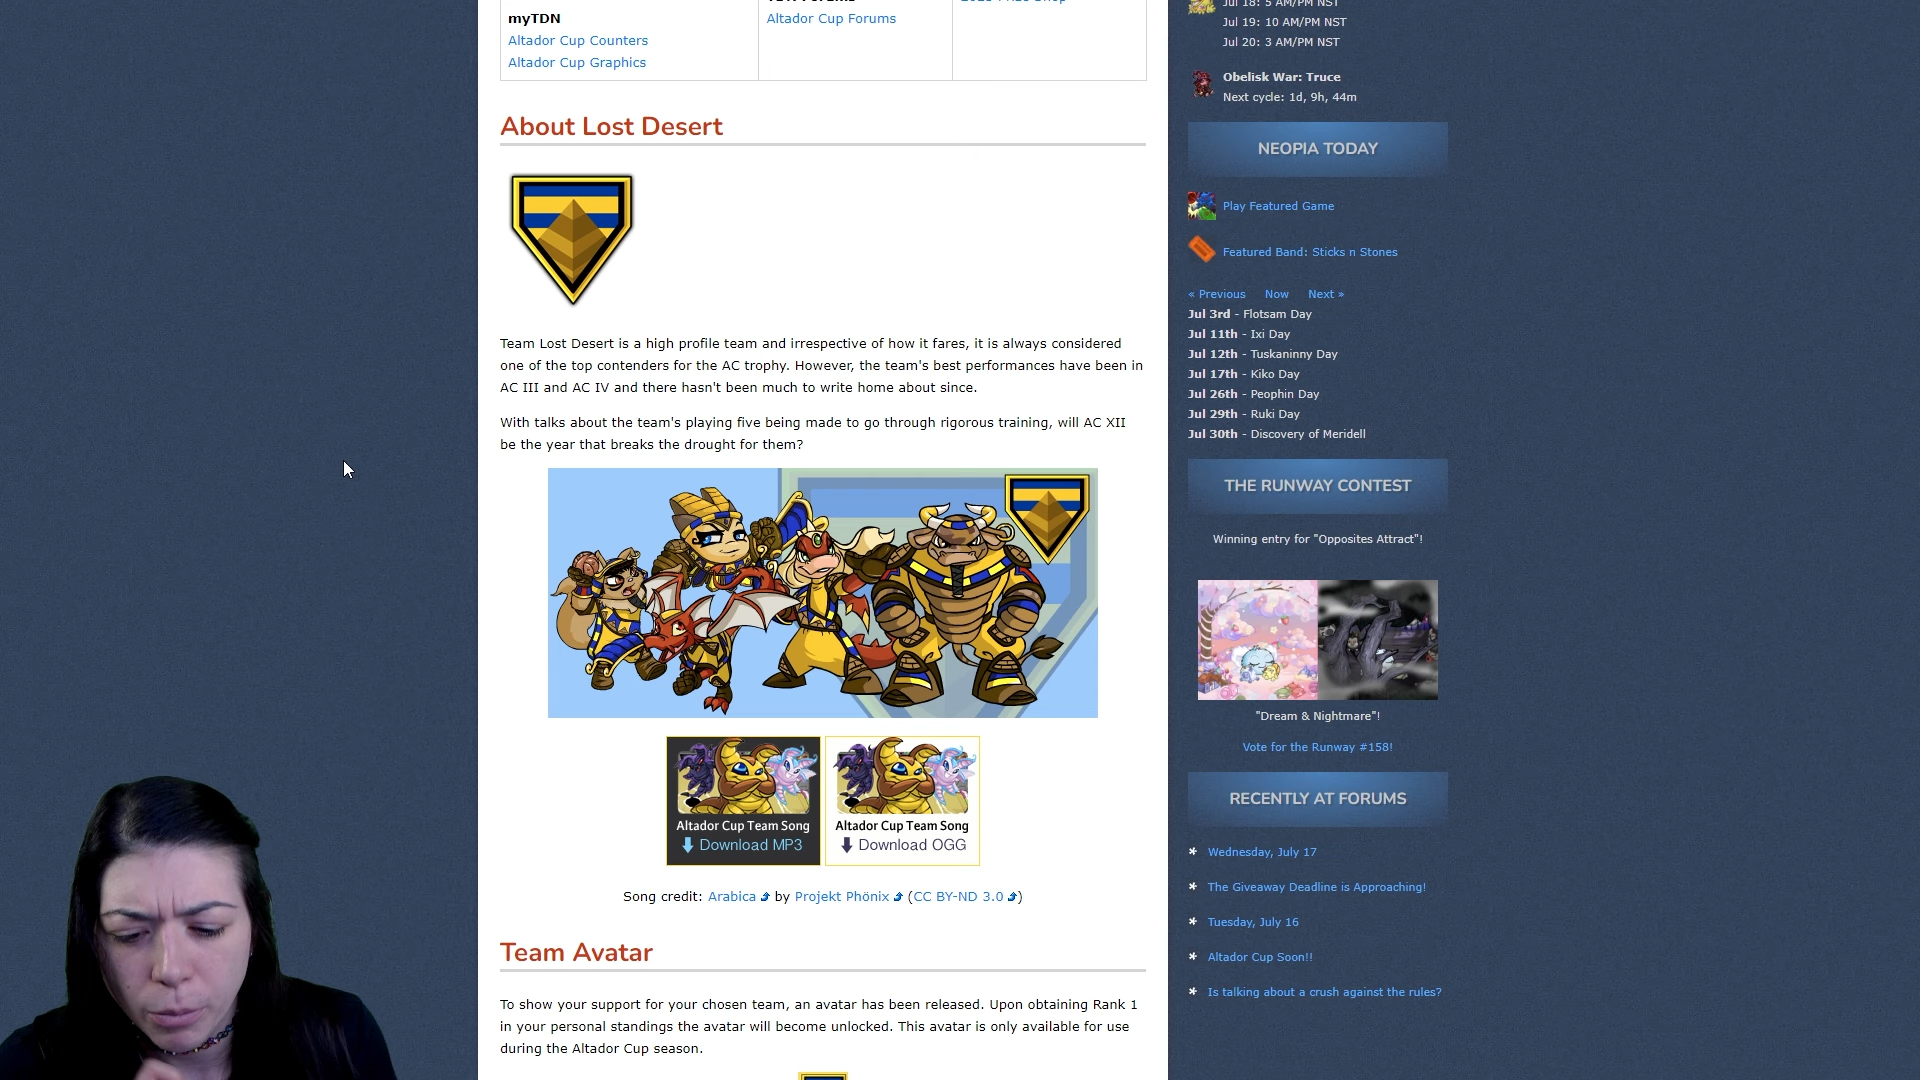 myTDN
Altador Cup Counters
Altador Cup Graphics
Altador Cup Forums
About Lost Desert
Team Lost Desert is a high profile team and irrespective of how it fares, it is always considered
one of the top contenders for the AC trophy. However, the team's best performances have been in
AC III and AC IV and there hasn't been much to write home about since.
With talks about the team's playing five being made to go through rigorous training, will AC XII
be the year that breaks the drought for them?
Altador Cup Team Song
Download MP3
Altador Cup Team Song
Download OGG
Song credit: Arabica by Projekt Phönix (CC BY-ND 3.0)
Team Avatar
To show your support for your chosen team, an avatar has been released. Upon obtaining Rank 1
in your personal standings the avatar will become unlocked. This avatar is only available for use
during the Altador Cup season.
Jul 18: 5 AM/PM NST
Jul 19: 10 AM/PM NST
Jul 20: 3 AM/PM NST
Obelisk War: Truce
Next cycle: 1d, 9h, 44m
NEOPIA TODAY
Play Featured Game
Featured Band: Sticks n Stones
« Previous Now Next »
Jul 3rd - Flotsam Day
Jul 11th - Ixi Day
Jul 12th - Tuskaninny Day
Jul 17th - Kiko Day
Jul 26th - Peophin Day
Jul 29th - Ruki Day
Jul 30th - Discovery of Meridell
THE RUNWAY CONTEST
Winning entry for "Opposites Attract"!
"Dream & Nightmare"!
Vote for the Runway #158!
RECENTLY AT FORUMS
* Wednesday, July 17
* The Giveaway Deadline is Approaching!
* Tuesday, July 16
* Altador Cup Soon!!
* Is talking about a crush against the rules?